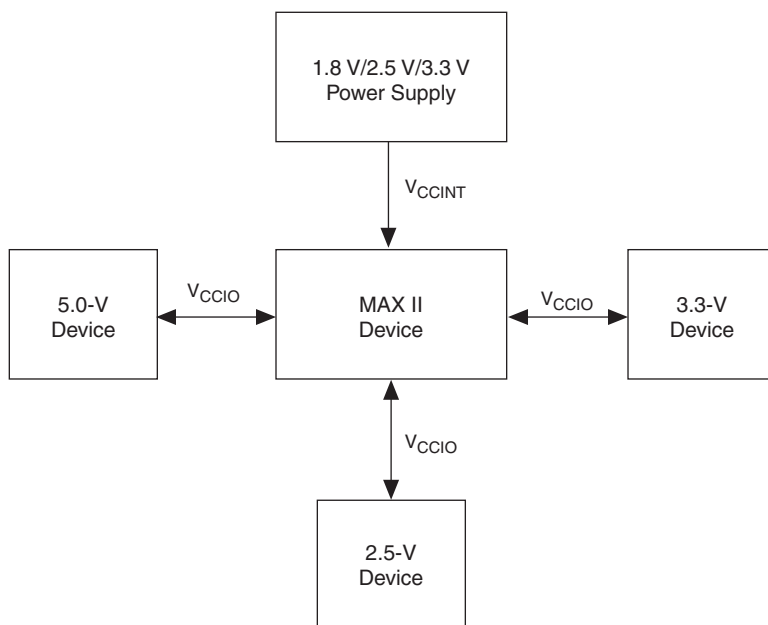 1.8 V/2.5 V/3.3 V
Power Supply
VCCINT
5.0-V
Device
VCCIO
MAX II
Device
VCCIO
3.3-V
Device
VCCIO
2.5-V
Device